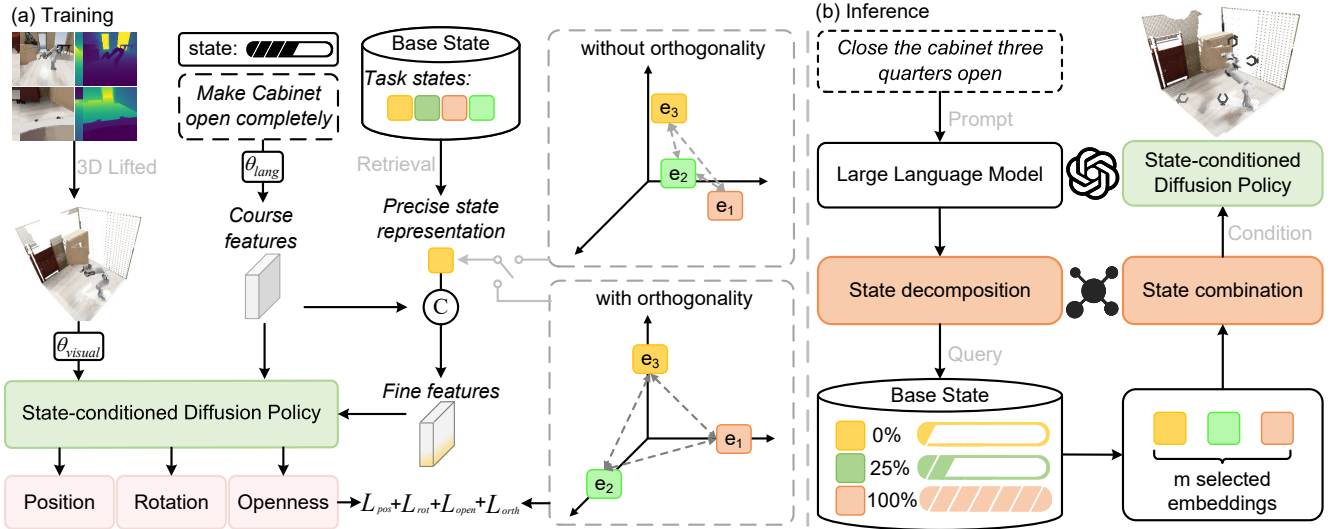 (a) Training
state:
Make Cabinet
open completely
Base State
Task states:
3D Lifted
θlang
Retrieval
Course
features
Precise state
representation
C
θvisual
Fine features
State-conditioned Diffusion Policy
Position
Rotation
Openness
Lpos+Lrot+Lopen+Lorth
without orthogonality
e3
e2
e1
with orthogonality
e3
e1
e2
(b) Inference
Close the cabinet three
quarters open
Prompt
Large Language Model
State-conditioned
Diffusion Policy
Condition
State decomposition
State combination
Query
Base State
0%
25%
100%
m selected
embeddings